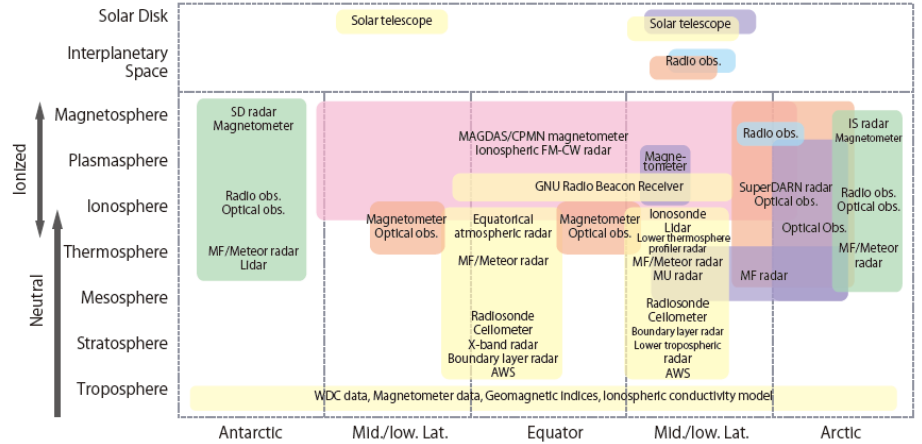 Solar Disk
Solar telescope
Solar telescope
Interplanetary
Space
Radio obs.
Magnetosphere
Plasmasphere
Ionosphere
Thermosphere
Mesosphere
Stratosphere
Troposphere
Ionized
Neutral
SD radar
Magnetometer
Radio obs.
Optical obs.
MF/Meteor radar
Lidar
MAGDAS/CPMN magnetometer
Ionospheric FM-CW radar
Magne-
tometer
GNU Radio Beacon Receiver
Magnetometer
Optical obs.
Equatorical
atmospheric radar
MF/Meteor radar
Radiosonde
Ceilometer
X-band radar
Boundary layer radar
AWS
Magnetometer
Optical obs.
Ionosonde
Lidar
Lower thermosphere
profiler radar
MF/Meteor radar
MU radar
Radiosonde
Ceilometer
Boundary layer radar
Lower tropospheric
radar
AWS
Radio obs.
SuperDARN radar
Optical obs.
Optical Obs.
MF radar
IS radar
Magnetometer
Radio obs.
Optical obs.
MF/Meteor
radar
WDC data, Magnetometer data, Geomagnetic indices, Ionospheric conductivity model
Antarctic
Mid./low. Lat.
Equator
Mid./low. Lat.
Arctic